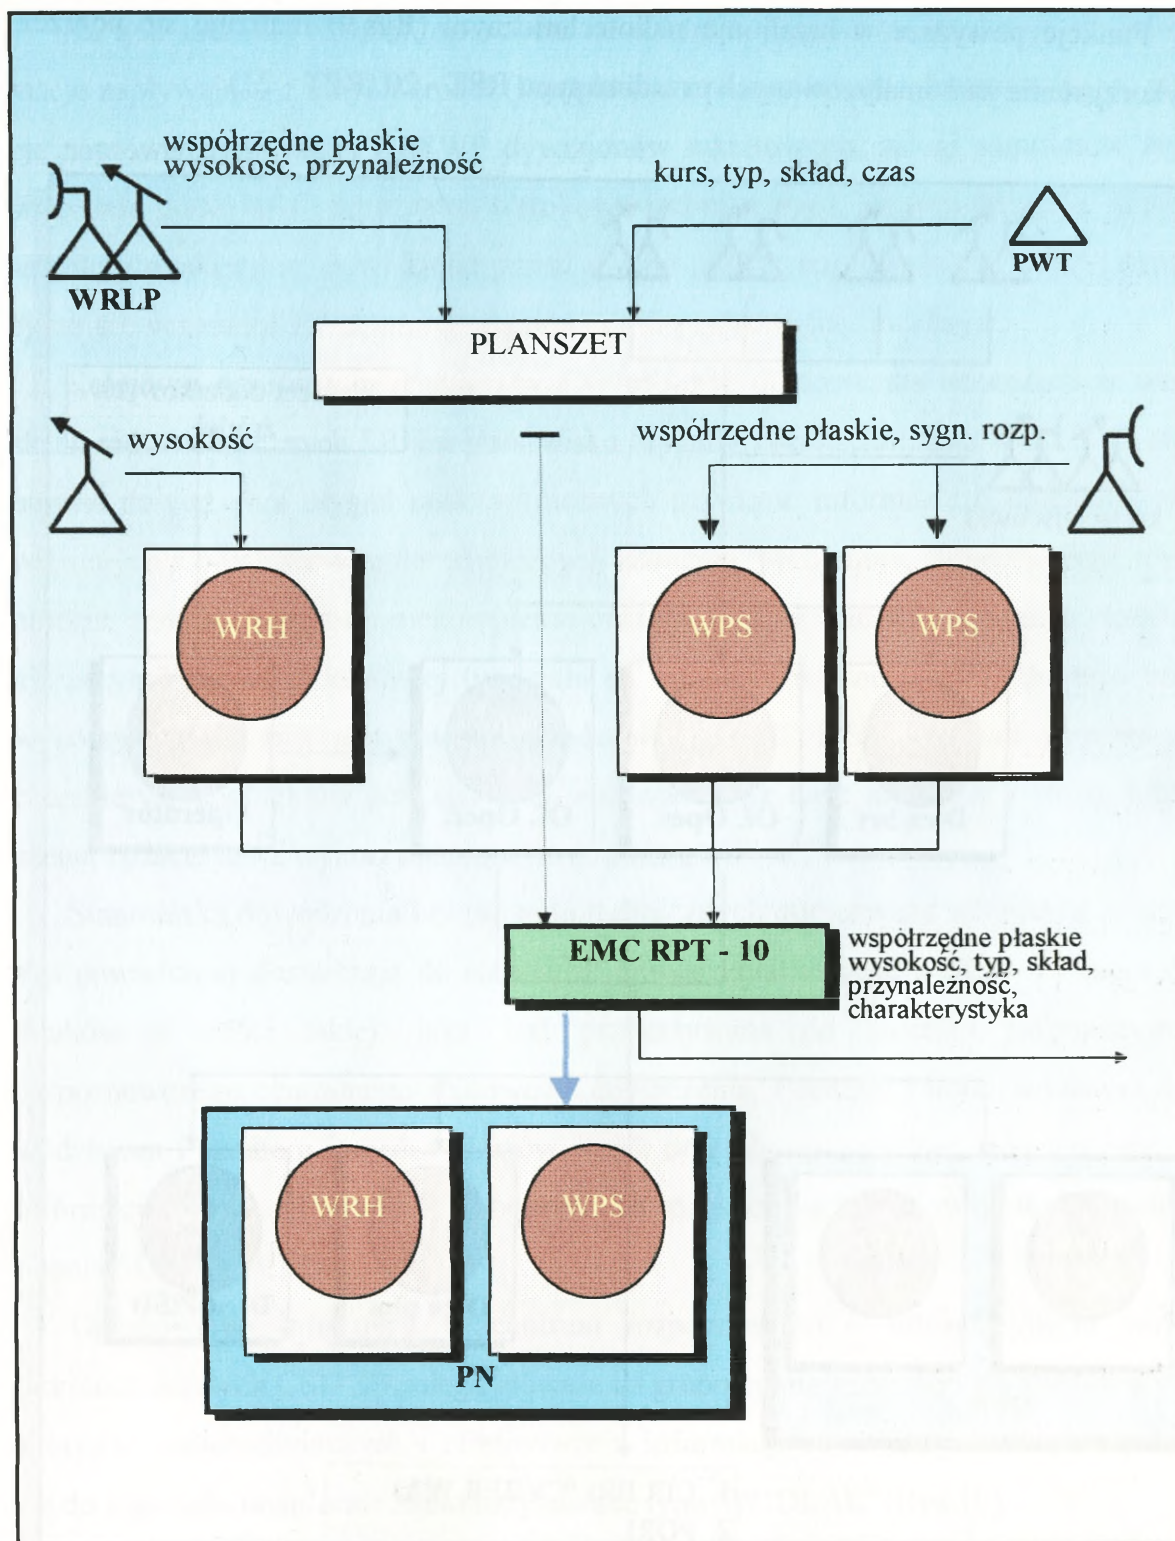 współrzędne płaskie
wysokość, przynależność
kurs, typ, skład, czas
WRLP
PWT
PLANSZET
wysokość
współrzędne płaskie, sygn. rozp.
WRH
WPS
WPS
EMC RPT - 10
współrzędne płaskie
wysokość, typ, skład,
przynależność,
charakterystyka
WRH
WPS
PN